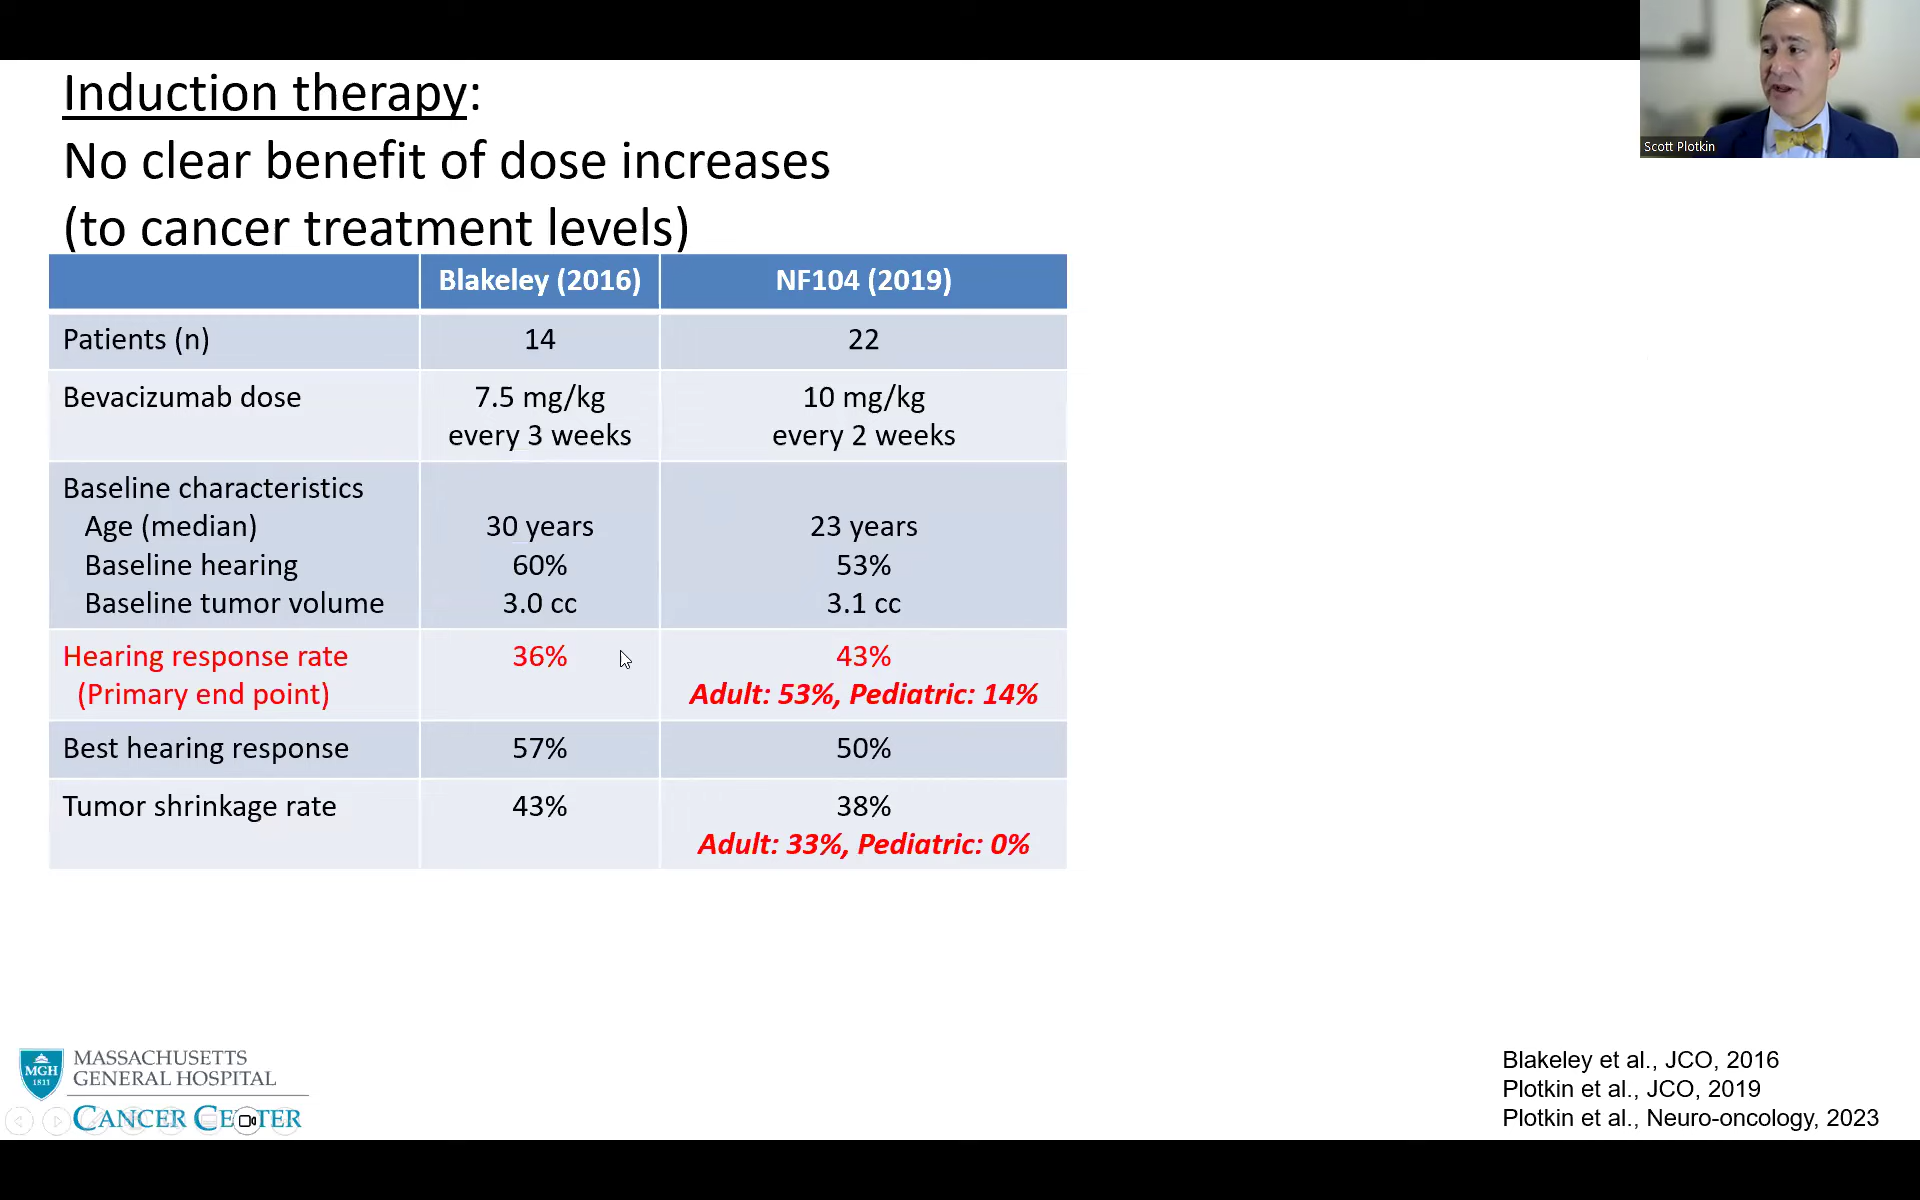 Induction therapy:
No clear benefit of dose increases
(to cancer treatment levels)
Scott Plotkin
Blakeley (2016) NF104 (2019)
Patients (n) 14 22
Bevacizumab dose 7.5 mg/kg 10 mg/kg
every 3 weeks every 2 weeks
Baseline characteristics
Age (median) 30 years 23 years
Baseline hearing 60% 53%
Baseline tumor volume 3.0 cc 3.1 cc
Hearing response rate 36% 43%
(Primary end point) Adult: 53%, Pediatric: 14%
Best hearing response 57% 50%
Tumor shrinkage rate 43% 38%
Adult: 33%, Pediatric: 0%
MGH
1811
MASSACHUSETTS
GENERAL HOSPITAL
CANCER CENTER
Blakeley et al., JCO, 2016
Plotkin et al., JCO, 2019
Plotkin et al., Neuro-oncology, 2023